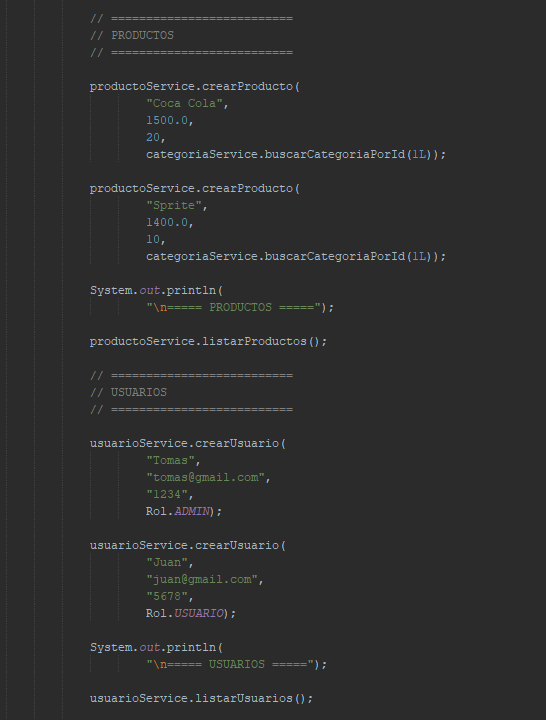 // ==========================
// PRODUCTOS
// ==========================
productoService.crearProducto(
"Coca Cola",
1500.0,
20,
categoriaService.buscarCategoriaPorId(1L));
productoService.crearProducto(
"Sprite",
1400.0,
10,
categoriaService.buscarCategoriaPorId(1L));
System.out.println(
"\n===== PRODUCTOS =====");
productoService.listarProductos();
// ==========================
// USUARIOS
// ==========================
usuarioService.crearUsuario(
"Tomas",
"tomas@gmail.com",
"1234",
Rol.ADMIN);
usuarioService.crearUsuario(
"Juan",
"juan@gmail.com",
"5678",
Rol.USUARIO);
System.out.println(
"\n===== USUARIOS =====");
usuarioService.listarUsuarios();